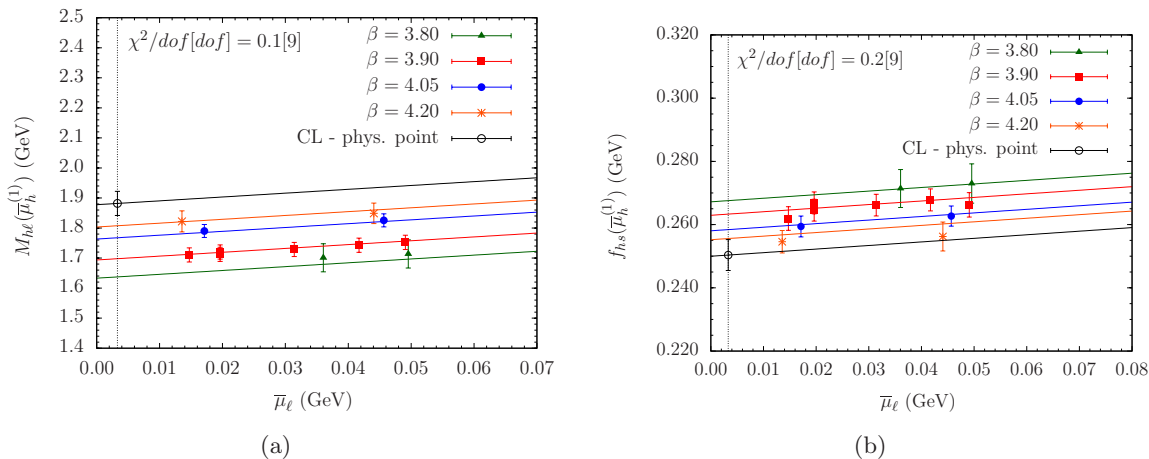 2.5
2.4
2.3
2.2
2.1
2.0
1.9
1.8
1.7
1.6
1.5
1.4
0.00 0.01 0.02 0.03 0.04 0.05 0.06 0.07
M_{hℓ}(μ̅_h^{(1)}) (GeV)
μ̅_ℓ (GeV)
χ²/dof[dof] = 0.1[9]
β = 3.80
β = 3.90
β = 4.05
β = 4.20
CL - phys. point
(a)
0.320
0.300
0.280
0.260
0.240
0.220
0.00 0.01 0.02 0.03 0.04 0.05 0.06 0.07 0.08
f_{hs}(μ̅_h^{(1)}) (GeV)
μ̅_ℓ (GeV)
χ²/dof[dof] = 0.2[9]
β = 3.80
β = 3.90
β = 4.05
β = 4.20
CL - phys. point
(b)